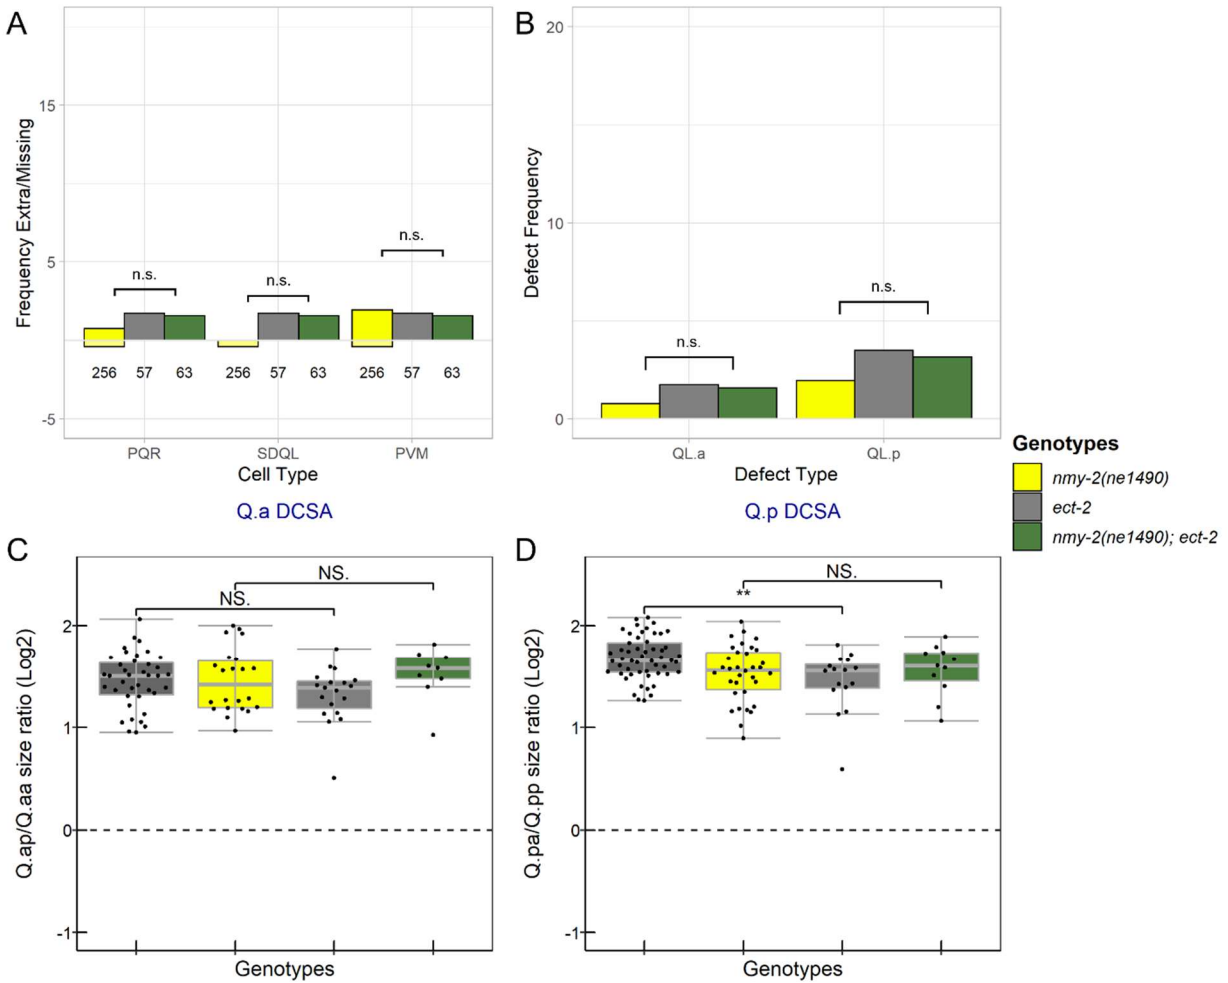 A
Frequency Extra/Missing
15
5
-5
n.s.
n.s.
n.s.
256 57 63 256 57 63 256 57 63
PQR SDQL PVM
Cell Type
B
Defect Frequency
20
10
0
n.s.
n.s.
QL.a QL.p
Defect Type
Genotypes
nmy-2(ne1490)
ect-2
nmy-2(ne1490); ect-2
Q.a DCSA
C
Q.ap/Q.aa size ratio (Log2)
2
1
0
-1
NS.
NS.
Genotypes
Q.p DCSA
D
Q.pa/Q.pp size ratio (Log2)
2
1
0
-1
NS.
**
Genotypes